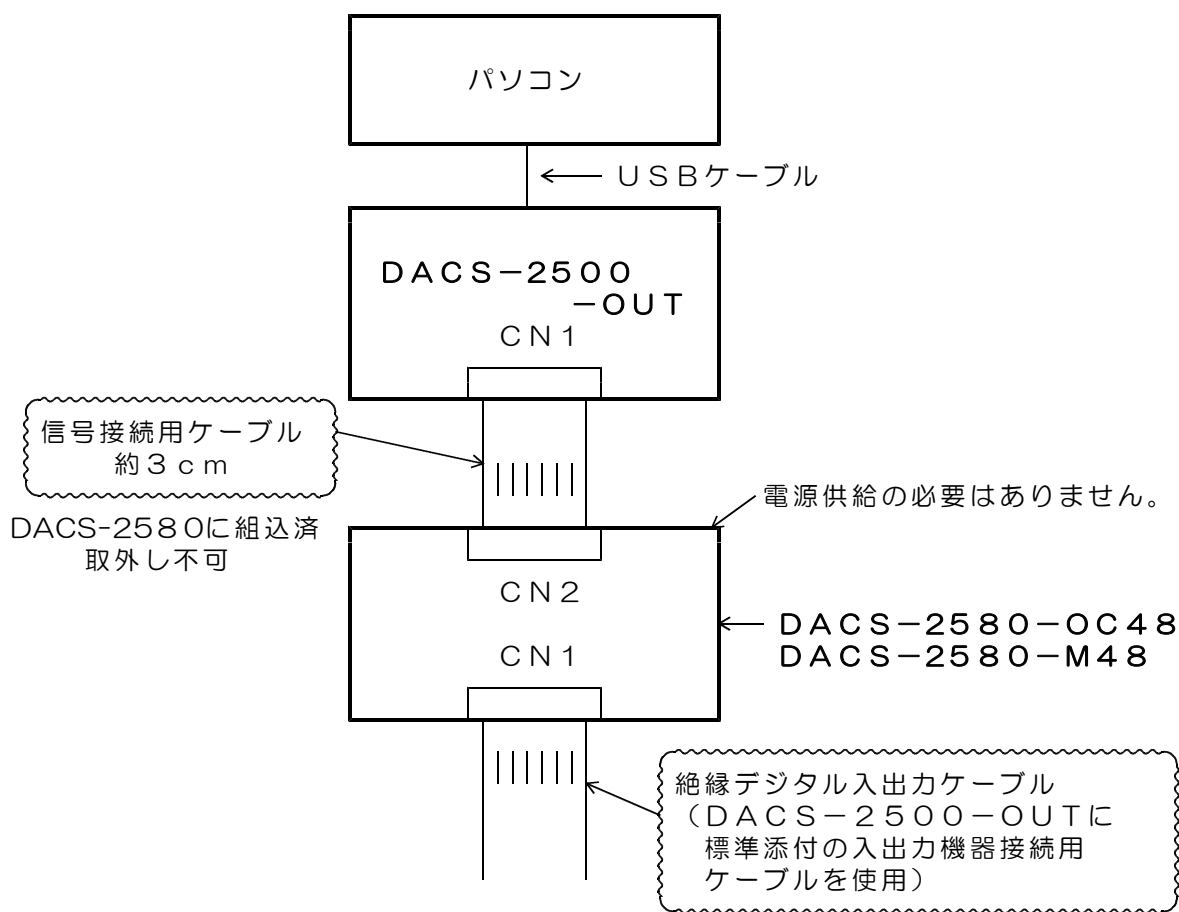 パソコン
USBケーブル
DACS-2500
-OUT
CN1
信号接続用ケーブル
約3cm
DACS-2580に組込済
取外し不可
電源供給の必要はありません。
CN2
DACS-2580-OC48
DACS-2580-M48
CN1
絶縁デジタル入出力ケーブル
(DACS-2500-OUTに
標準添付の入出力機器接続用
ケーブルを使用)